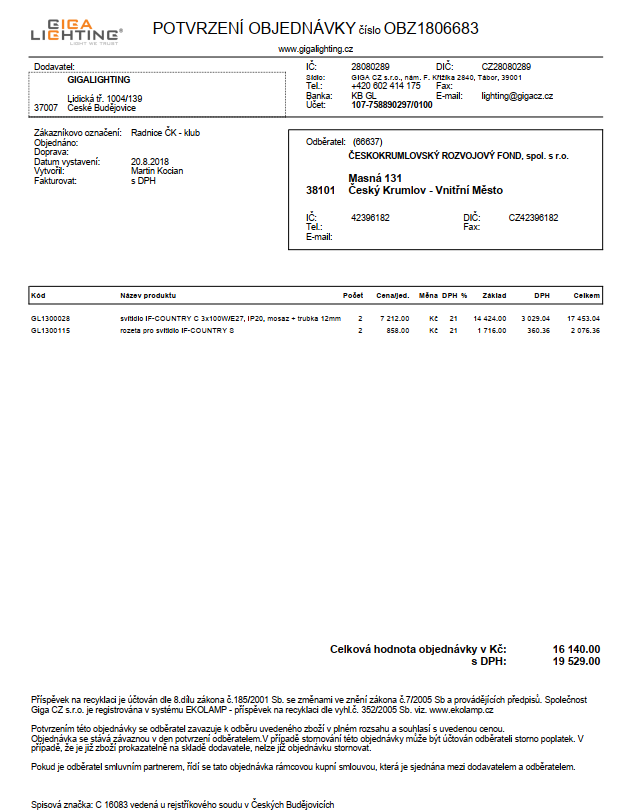 GIGA
LIGHTING®
LIGHT WE TRUST
POTVRZENÍ OBJEDNÁVKY číslo OBZ1806683
www.gigalighting.cz
Dodavatel:
GIGALIGHTING
Lidická tř. 1004/139
37007 České Budějovice
IČ: 28080289 DIČ: CZ28080289
Sídlo: GIGA CZ s.r.o., nám. F. Křižíka 2840, Tábor, 39001
Tel.: +420 602 414 175 Fax:
Banka: KB GL E-mail: lighting@gigacz.cz
Účet: 107-758890297/0100
Zákazníkovo označení: Radnice ČK - klub
Objednáno:
Doprava:
Datum vystavení: 20.8.2018
Vytvořil: Martin Kocian
Fakturovat: s DPH
Odběratel: (66637)
ČESKOKRUMLOVSKÝ ROZVOJOVÝ FOND, spol. s r.o.
Masná 131
38101 Český Krumlov - Vnitřní Město
IČ: 42396182 DIČ: CZ42396182
Tel.: Fax:
E-mail:
Kód Název produktu Počet Cena/jed. Měna DPH % Základ DPH Celkem
GL1300028 svítidlo IF-COUNTRY C 3x100W/E27, IP20, mosaz + trubka 12mm 2 7 212.00 Kč 21 14 424.00 3 029.04 17 453.04
GL1300115 rozeta pro svítidlo IF-COUNTRY S 2 858.00 Kč 21 1 716.00 360.36 2 076.36
Celková hodnota objednávky v Kč: 16 140.00
s DPH: 19 529.00
Příspěvek na recyklaci je účtován dle 8.dílu zákona č.185/2001 Sb. se změnami ve znění zákona č.7/2005 Sb a provádějících předpisů. Společnost
Giga CZ s.r.o. je registrována v systému EKOLAMP - příspěvek na recyklaci dle vyhl.č. 352/2005 Sb. viz. www.ekolamp.cz
Potvrzením této objednávky se odběratel zavazuje k odběru uvedeného zboží v plném rozsahu a souhlasí s uvedenou cenou.
Objednávka se stává závaznou v den potvrzení odběratelem.V případě stornování této objednávky může být účtován odběrateli storno poplatek. V
případě, že je již zboží prokazatelně na skladě dodavatele, nelze již objednávku stornovat.
Pokud je odběratel smluvním partnerem, řídí se tato objednávka rámcovou kupní smlouvou, která je sjednána mezi dodavatelem a odběratelem.
Spisová značka: C 16083 vedená u rejstříkového soudu v Českých Budějovicích